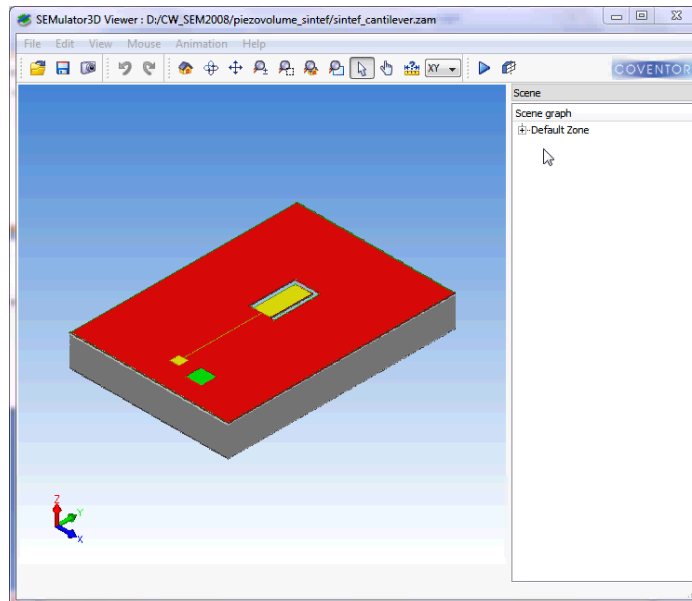 SEMulator3D Viewer : D:/CW_SEM2008/piezovolume_sintef/sintef_cantilever.zam
File Edit View Mouse Animation Help
XY
COVENTOR
Scene
Scene graph
Default Zone
Z
Y
X